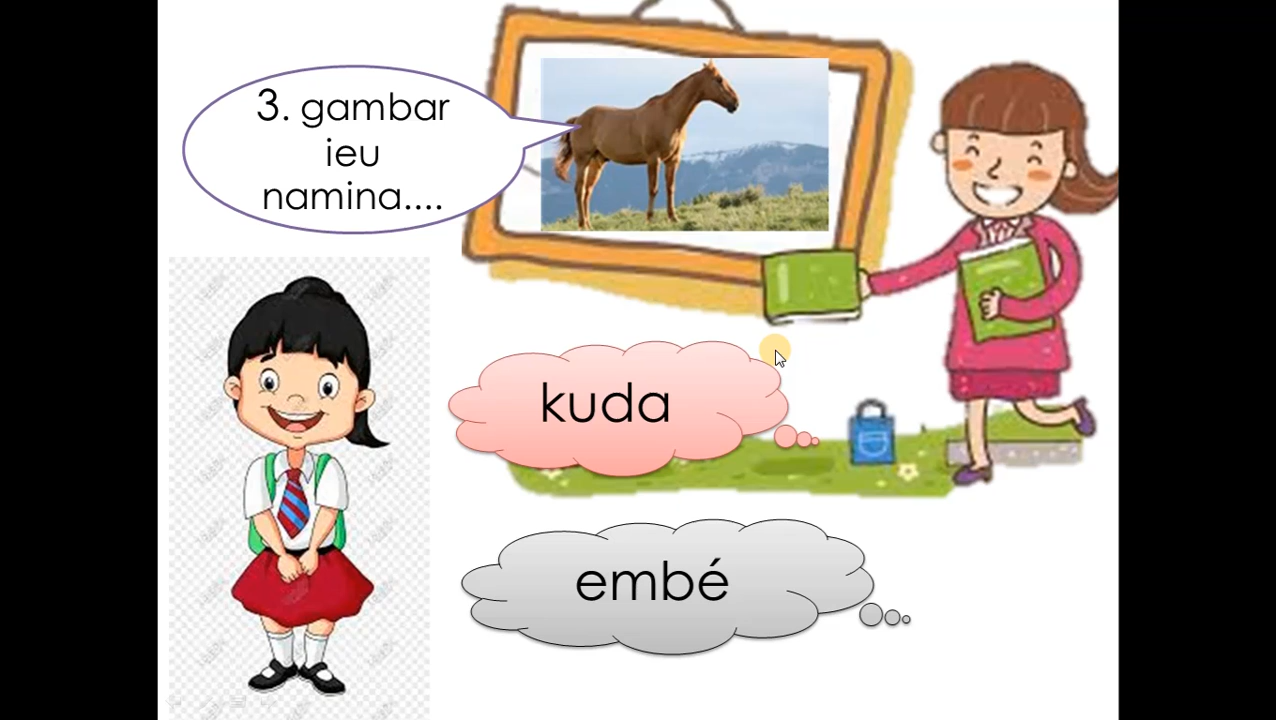 3. gambar
ieu
namina....
kuda
embé